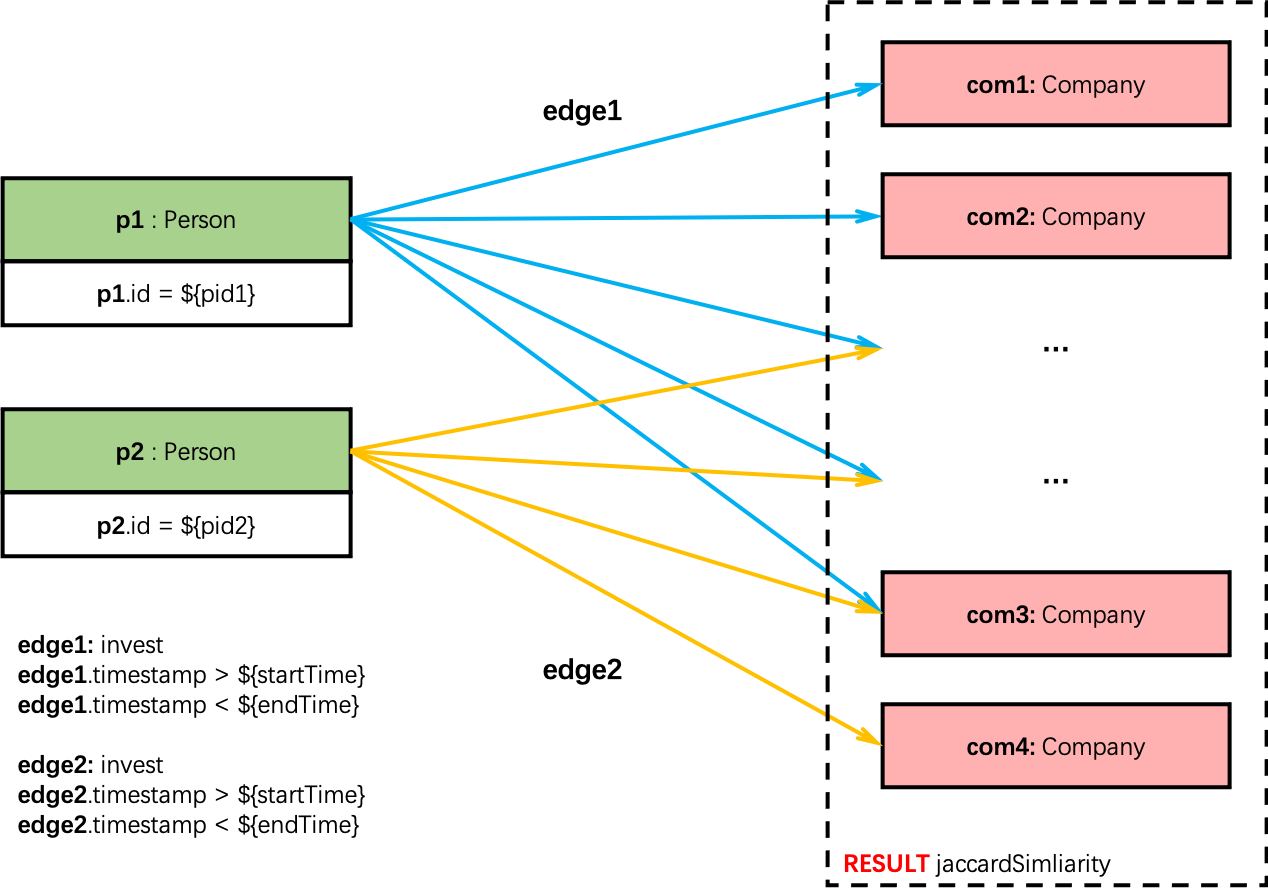 edge1
p1 : Person
p1.id = ${pid1}
p2 : Person
p2.id = ${pid2}
edge1: invest
edge1.timestamp > ${startTime}
edge1.timestamp < ${endTime}
edge2: invest
edge2.timestamp > ${startTime}
edge2.timestamp < ${endTime}
edge2
com1: Company
com2: Company
...
...
com3: Company
com4: Company
RESULT jaccardSimliarity